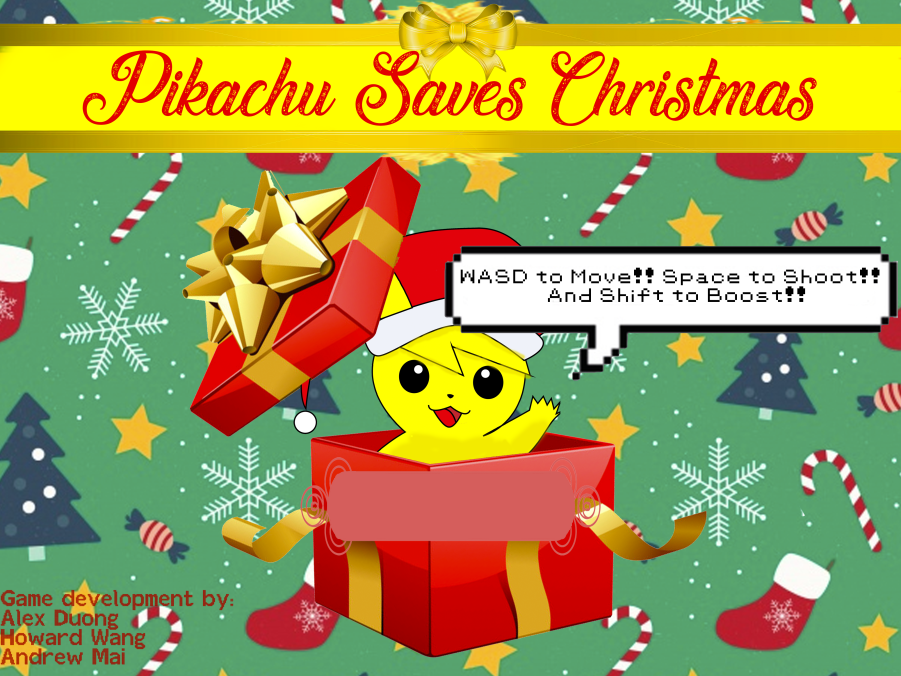 Pikachu Saves Christmas
WASD to Move!! Space to Shoot!!
And Shift to Boost!!
Game development by:
Alex Duong
Howard Wang
Andrew Mai